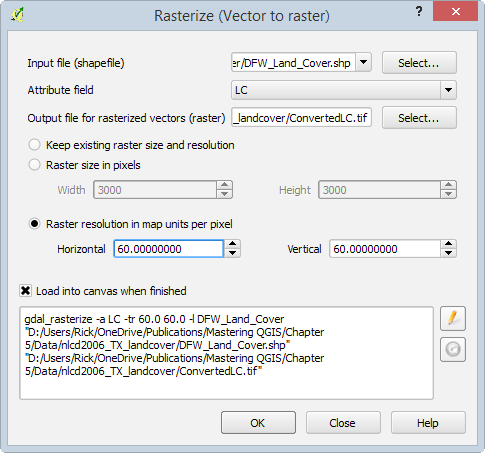 Rasterize (Vector to raster)
?
Input file (shapefile)
er/DFW_Land_Cover.shp
Select...
Attribute field
LC
Output file for rasterized vectors (raster)
_landcover/ConvertedLC.tif
Select...
Keep existing raster size and resolution
Raster size in pixels
Width
3000
Height
3000
Raster resolution in map units per pixel
Horizontal
60.00000000
Vertical
60.00000000
Load into canvas when finished
gdal_rasterize -a LC -tr 60.0 60.0 -l DFW_Land_Cover
"D:/Users/Rick/OneDrive/Publications/Mastering QGIS/Chapter
5/Data/nlcd2006_TX_landcover/DFW_Land_Cover.shp"
"D:/Users/Rick/OneDrive/Publications/Mastering QGIS/Chapter
5/Data/nlcd2006_TX_landcover/ConvertedLC.tif"
OK
Close
Help